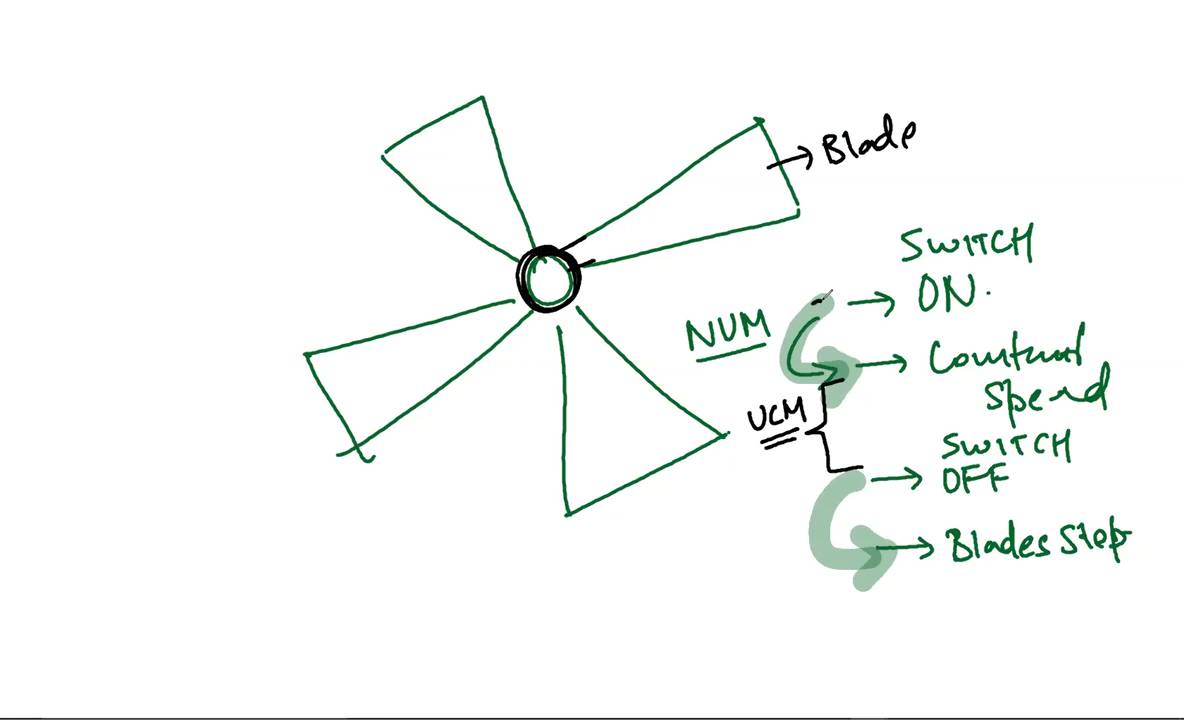 Blade
SWITCH
ON.
NUM
Constant
Speed
UCM
SWITCH
OFF
Blades Stop